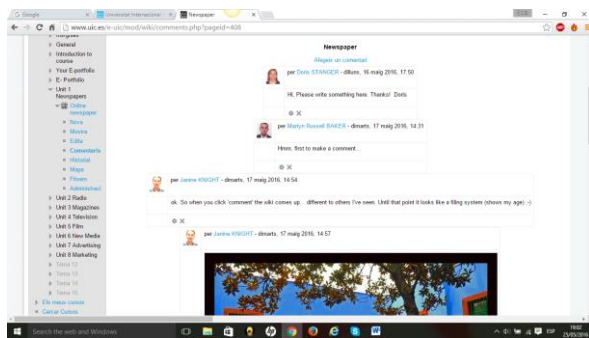 Google
Universitat Internacional
Newspaper
www.uic.es/e-uic/mod/wiki/comments.php?pageid=408
General
Introduction to course
Your E-portfolio
E- Portfolio
Unit 1
Newspapers
Online
newspaper
Nova
Mostra
Edita
Comentaris
Historial
Mapa
Fitxers
Administració
Unit 2 Radio
Unit 3 Magazines
Unit 4 Television
Unit 5 Film
Unit 6 New Media
Unit 7 Advertising
Unit 8 Marketing
Tema 12
Tema 13
Tema 14
Tema 15
Els meus cursos
Cercar Cursos
Newspaper
Afegeix un comentari
per Doris STANGER - dilluns, 16 maig 2016, 17:50
Hi, Please write something here. Thanks! Doris
per Martyn Russell BAKER - dimarts, 17 maig 2016, 14:31
Hmm, first to make a comment...
per Janine KNIGHT - dimarts, 17 maig 2016, 14:54
ok. So when you click 'comment' the wiki comes up... different to others I've seen. Until that point it looks like a filing system (shows my age) ;-)
per Janine KNIGHT - dimarts, 17 maig 2016, 14:57
Search the web and Windows
ESP
19:02
25/05/2016